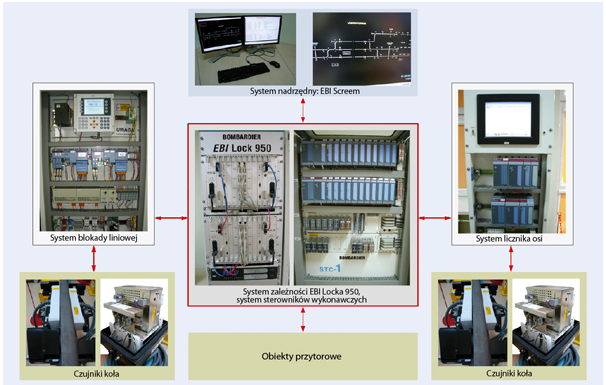 System nadrzędny: EBI Screem
BOMBARDIER
EBI Lock 950
BOMBARDIER
STC-1
System blokady liniowej
System licznika osi
System zależności EBI Locka 950,
system sterowników wykonawczych
Czujniki koła
Obiekty przytorowe
Czujniki koła